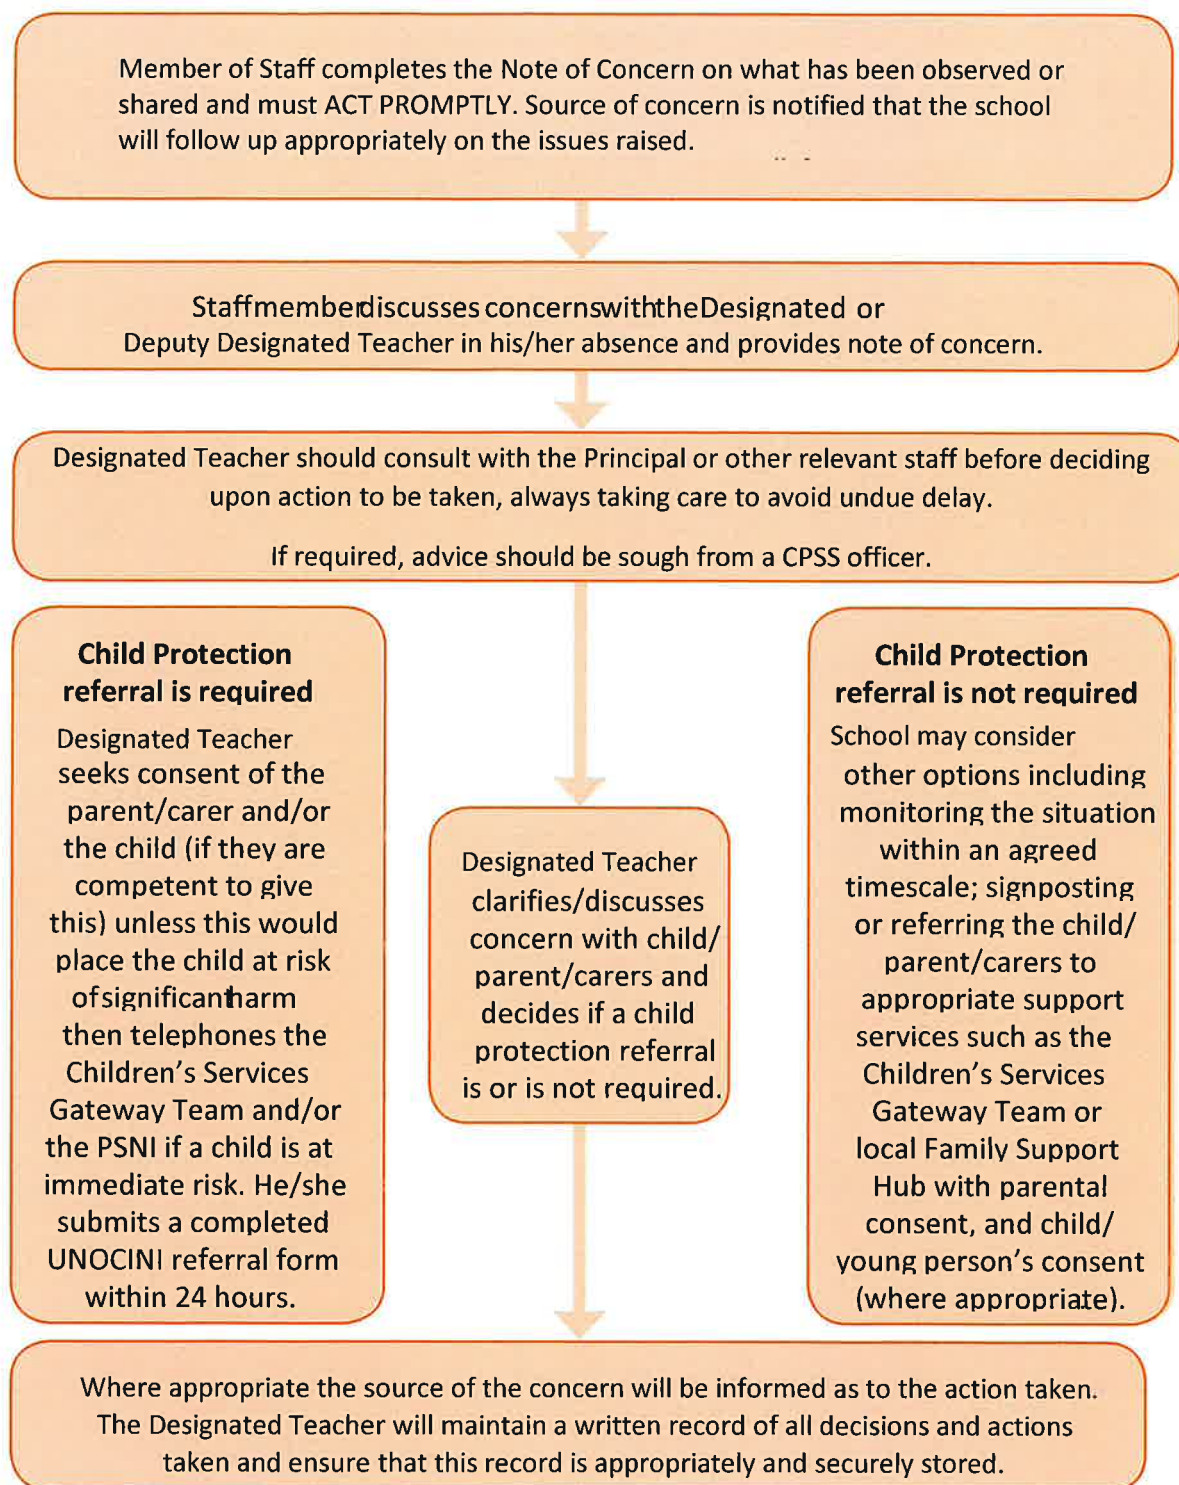 Member of Staff completes the Note of Concern on what has been observed or
shared and must ACT PROMPTLY. Source of concern is notified that the school
will follow up appropriately on the issues raised.
Staff member discusses concerns with the Designated or
Deputy Designated Teacher in his/her absence and provides note of concern.
Designated Teacher should consult with the Principal or other relevant staff before deciding
upon action to be taken, always taking care to avoid undue delay.
If required, advice should be sough from a CPSS officer.
Child Protection
referral is required
Designated Teacher
seeks consent of the
parent/carer and/or
the child (if they are
competent to give
this) unless this would
place the child at risk
of significant harm
then telephones the
Children's Services
Gateway Team and/or
the PSNI if a child is at
immediate risk. He/she
submits a completed
UNOCINI referral form
within 24 hours.
Designated Teacher
clarifies/discusses
concern with child/
parent/carers and
decides if a child
protection referral
is or is not required.
Child Protection
referral is not required
School may consider
other options including
monitoring the situation
within an agreed
timescale; signposting
or referring the child/
parent/carers to
appropriate support
services such as the
Children's Services
Gateway Team or
local Family Support
Hub with parental
consent, and child/
young person's consent
(where appropriate).
Where appropriate the source of the concern will be informed as to the action taken.
The Designated Teacher will maintain a written record of all decisions and actions
taken and ensure that this record is appropriately and securely stored.